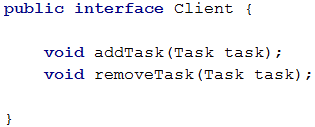 public interface Client {
void addTask(Task task);
void removeTask(Task task);
}